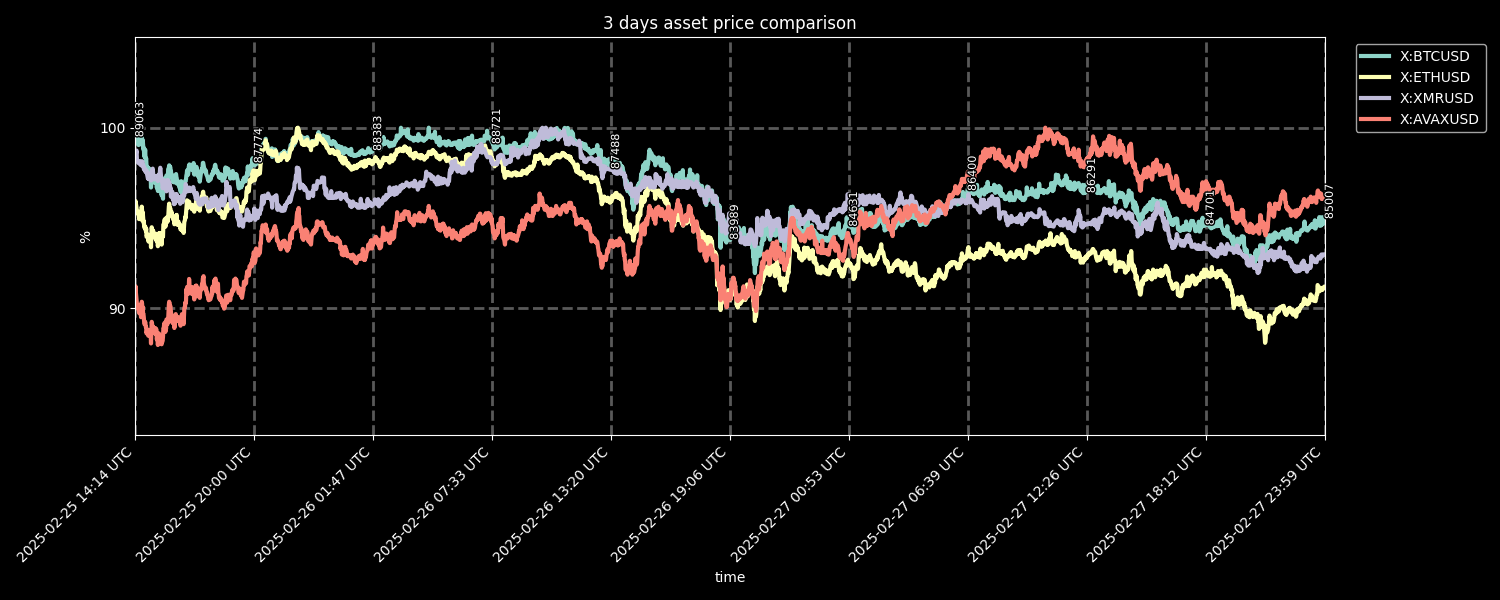 3 days asset price comparison
X:BTCUSD
X:ETHUSD
X:XMRUSD
X:AVAXUSD
100
90
%
89063
87774
88383
88721
87488
83989
84631
86400
86291
84701
85007
2025-02-25 14:14 UTC
2025-02-25 20:00 UTC
2025-02-26 01:47 UTC
2025-02-26 07:33 UTC
2025-02-26 13:20 UTC
2025-02-26 19:06 UTC
2025-02-27 00:53 UTC
2025-02-27 06:39 UTC
2025-02-27 12:26 UTC
2025-02-27 18:12 UTC
2025-02-27 23:59 UTC
time